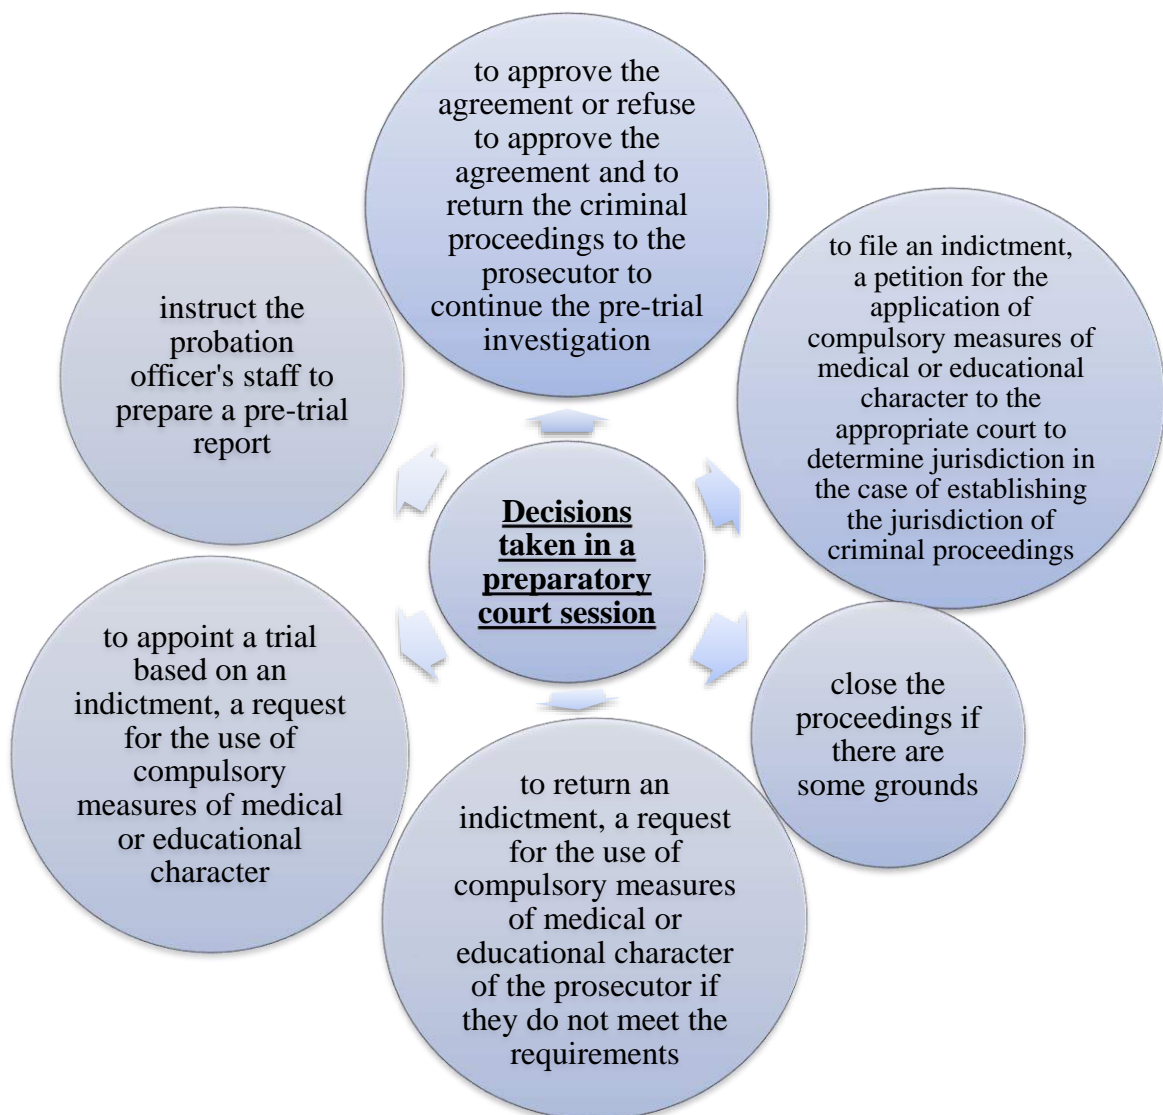 to approve the
agreement or refuse
to approve the
agreement and to
return the criminal
proceedings to the
prosecutor to
continue the pre-trial
investigation
to file an indictment,
a petition for the
application of
compulsory measures of
medical or educational
character to the
appropriate court to
determine jurisdiction in
the case of establishing
the jurisdiction of
criminal proceedings
instruct the
probation
officer's staff to
prepare a pre-trial
report
Decisions
taken in a
preparatory
court session
to appoint a trial
based on an
indictment, a request
for the use of
compulsory
measures of medical
or educational
character
close the
proceedings if
there are
some grounds
to return an
indictment, a request
for the use of
compulsory measures
of medical or
educational character
of the prosecutor if
they do not meet the
requirements